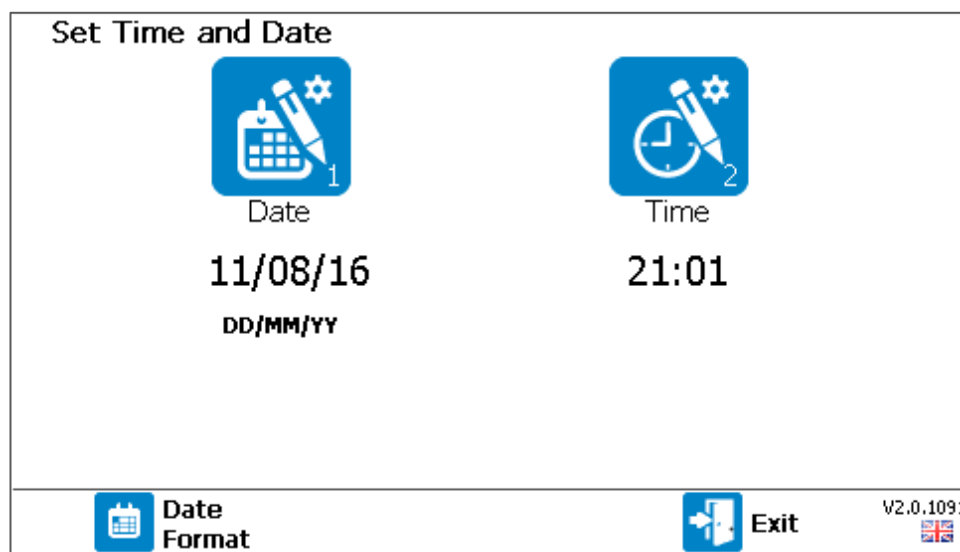 Set Time and Date
1
2
Date
Time
11/08/16
21:01
DD/MM/YY
Date
Format
Exit
V2.0.1091